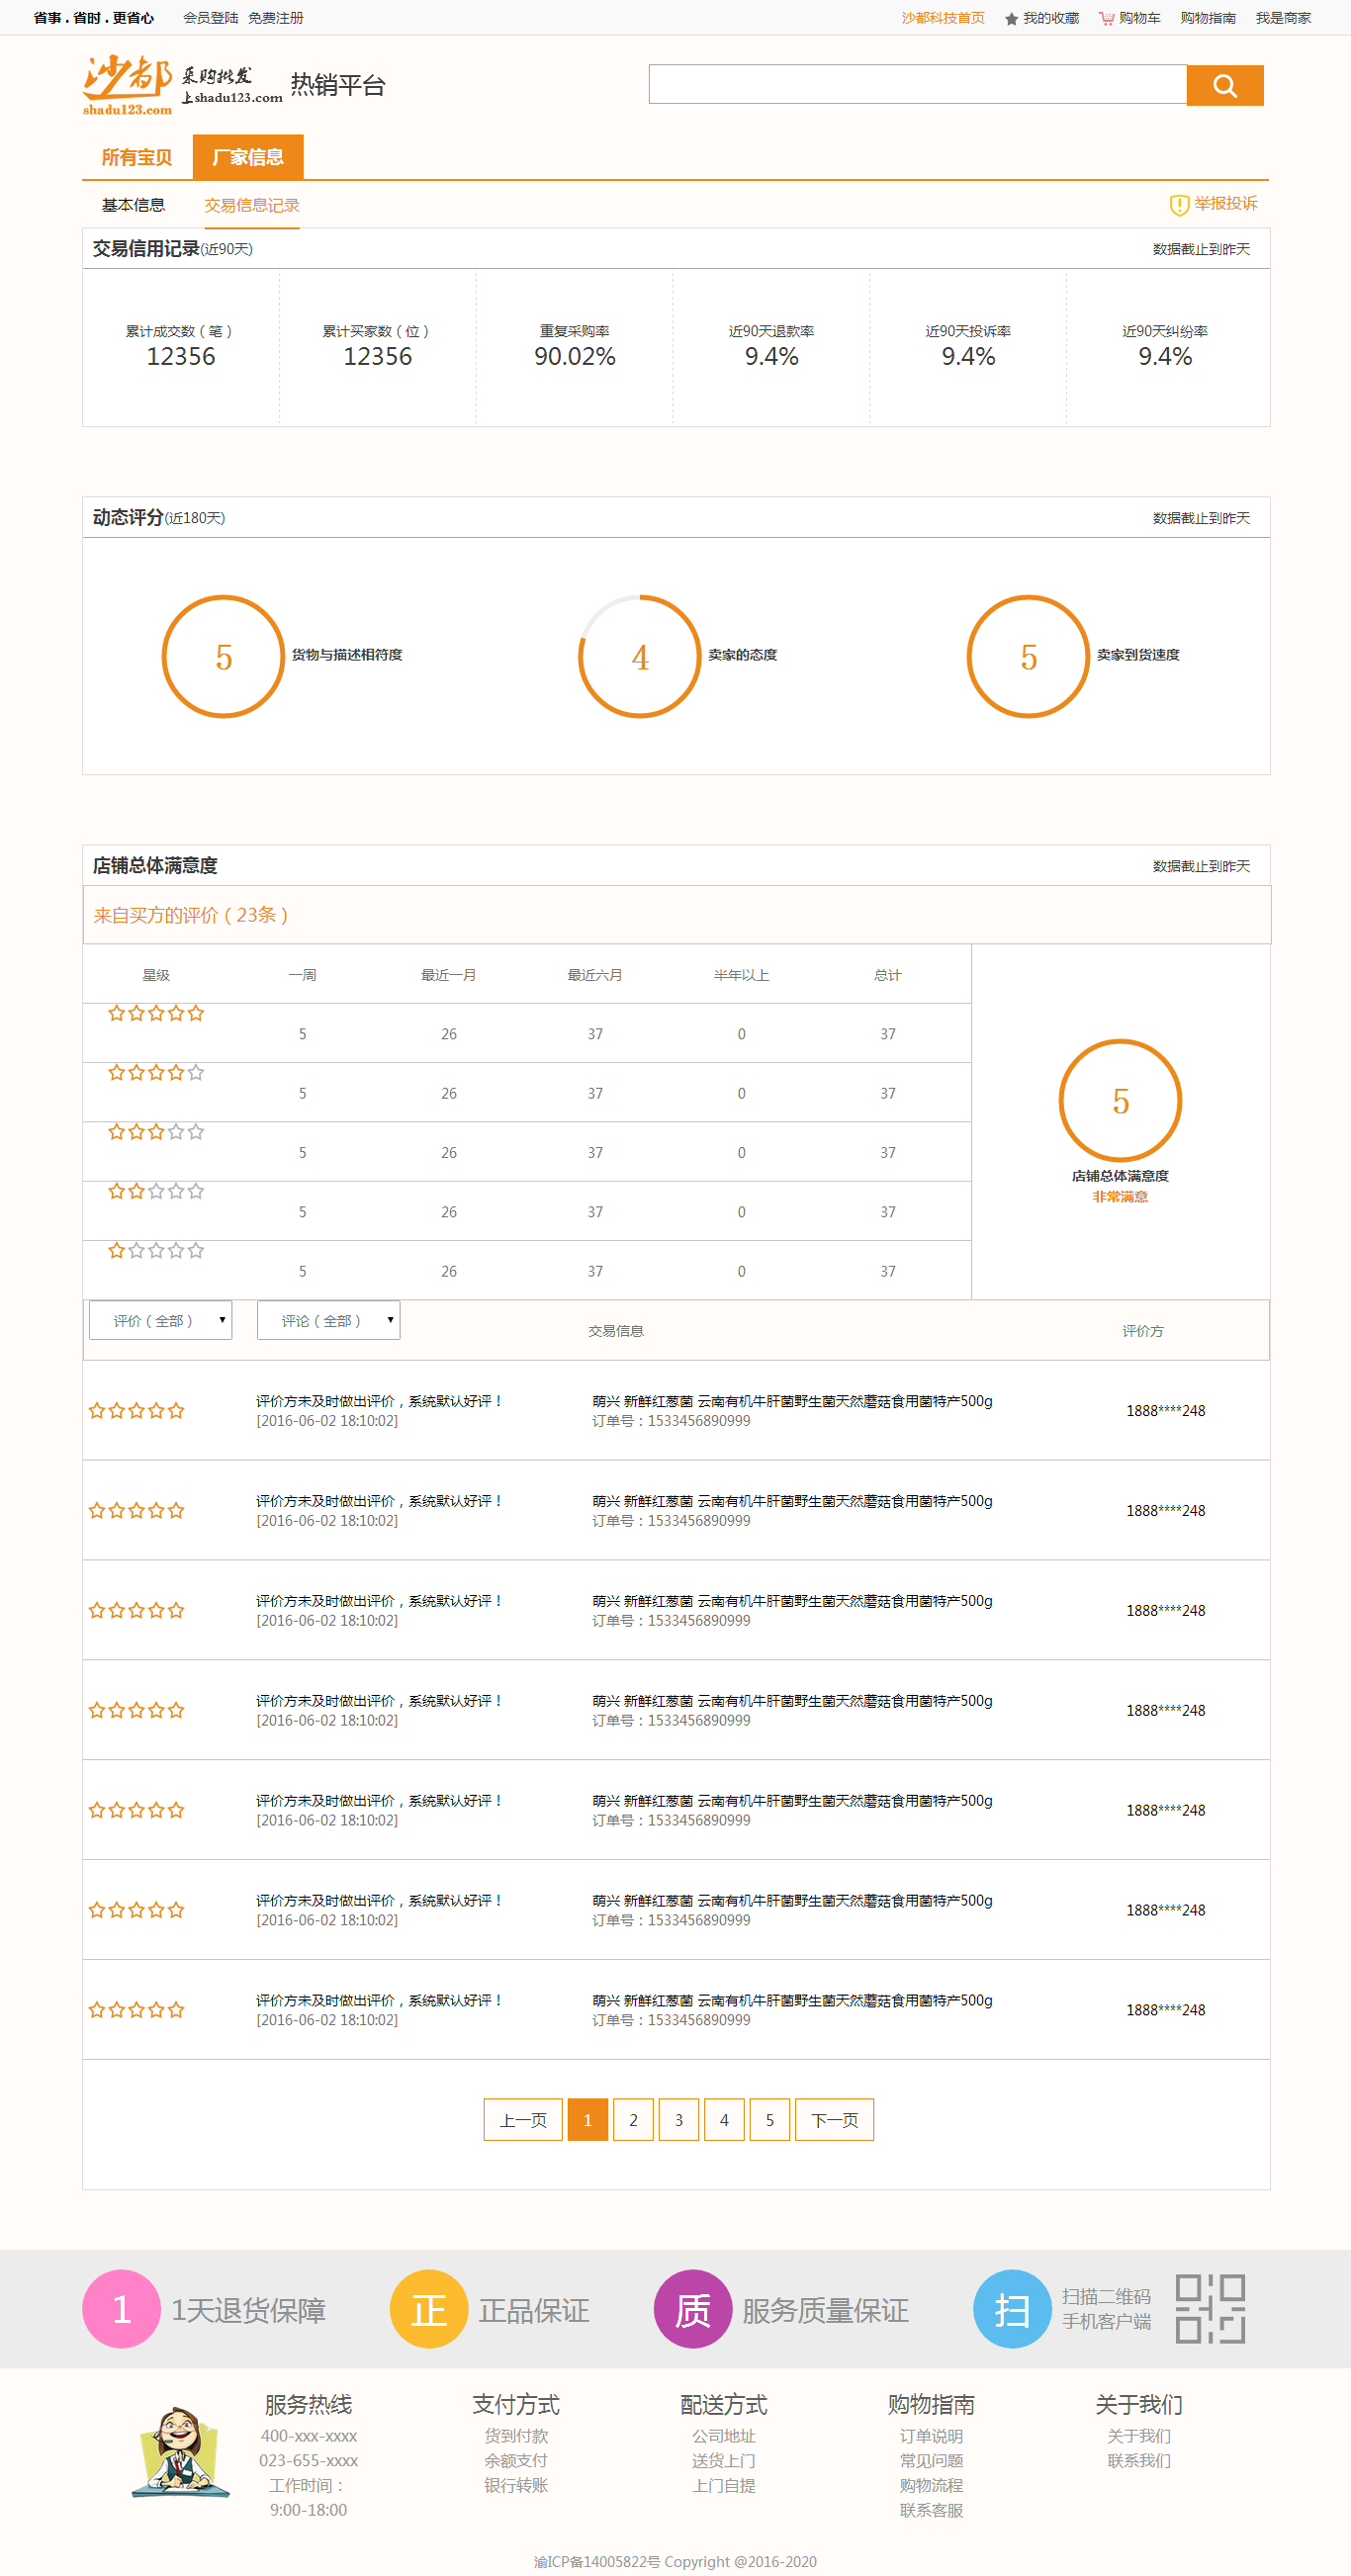 省事 . 省时 . 更省心 会员登陆 免费注册 沙都科技首页 我的收藏 购物车 购物指南 我是商家
沙都 采购批发 热销平台
shadu123.com 上shadu123.com
所有宝贝 厂家信息
基本信息 交易信息记录 举报投诉
交易信用记录(近90天) 数据截止到昨天
累计成交数（笔） 累计买家数（位） 重复采购率 近90天退款率 近90天投诉率 近90天纠纷率
12356 12356 90.02% 9.4% 9.4% 9.4%
动态评分(近180天) 数据截止到昨天
5 货物与描述相符度 4 卖家的态度 5 卖家到货速度
店铺总体满意度 数据截止到昨天
来自买方的评价（23条）
星级 一周 最近一月 最近六月 半年以上 总计
5 26 37 0 37
5 26 37 0 37
5 26 37 0 37
5 26 37 0 37
5 26 37 0 37
5
店铺总体满意度
非常满意
评价（全部） 评论（全部） 交易信息 评价方
评价方未及时做出评价，系统默认好评！ 萌兴 新鲜红葱菌 云南有机牛肝菌野生菌天然蘑菇食用菌特产500g 1888****248
[2016-06-02 18:10:02] 订单号：1533456890999
评价方未及时做出评价，系统默认好评！ 萌兴 新鲜红葱菌 云南有机牛肝菌野生菌天然蘑菇食用菌特产500g 1888****248
[2016-06-02 18:10:02] 订单号：1533456890999
评价方未及时做出评价，系统默认好评！ 萌兴 新鲜红葱菌 云南有机牛肝菌野生菌天然蘑菇食用菌特产500g 1888****248
[2016-06-02 18:10:02] 订单号：1533456890999
评价方未及时做出评价，系统默认好评！ 萌兴 新鲜红葱菌 云南有机牛肝菌野生菌天然蘑菇食用菌特产500g 1888****248
[2016-06-02 18:10:02] 订单号：1533456890999
评价方未及时做出评价，系统默认好评！ 萌兴 新鲜红葱菌 云南有机牛肝菌野生菌天然蘑菇食用菌特产500g 1888****248
[2016-06-02 18:10:02] 订单号：1533456890999
评价方未及时做出评价，系统默认好评！ 萌兴 新鲜红葱菌 云南有机牛肝菌野生菌天然蘑菇食用菌特产500g 1888****248
[2016-06-02 18:10:02] 订单号：1533456890999
评价方未及时做出评价，系统默认好评！ 萌兴 新鲜红葱菌 云南有机牛肝菌野生菌天然蘑菇食用菌特产500g 1888****248
[2016-06-02 18:10:02] 订单号：1533456890999
上一页 1 2 3 4 5 下一页
1 1天退货保障 正 正品保证 质 服务质量保证 扫 扫描二维码
手机客户端
服务热线 支付方式 配送方式 购物指南 关于我们
400-xxx-xxxx 货到付款 公司地址 订单说明 关于我们
023-655-xxxx 余额支付 送货上门 常见问题 联系我们
工作时间： 银行转账 上门自提 购物流程
9:00-18:00 联系客服
渝ICP备14005822号 Copyright @2016-2020